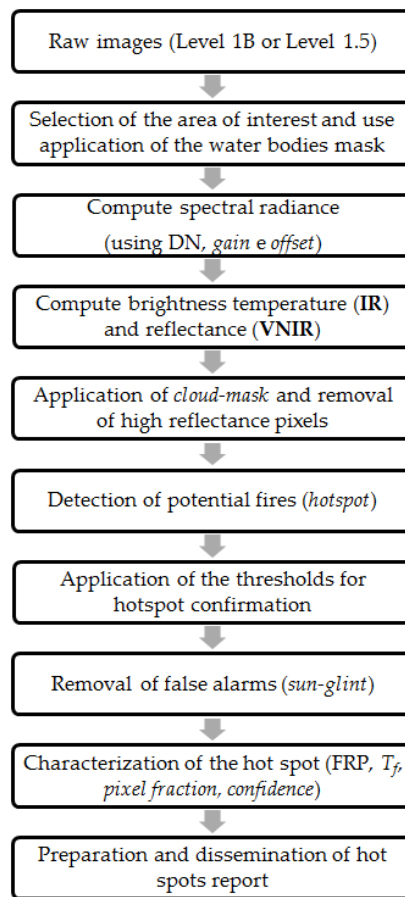 Raw images (Level 1B or Level 1.5)
Selection of the area of interest and use
application of the water bodies mask
Compute spectral radiance
(using DN, gain e offset)
Compute brightness temperature (IR)
and reflectance (VNIR)
Application of cloud-mask and removal
of high reflectance pixels
Detection of potential fires (hotspot)
Application of the thresholds for
hotspot confirmation
Removal of false alarms (sun-glint)
Characterization of the hot spot (FRP, Tf,
pixel fraction, confidence)
Preparation and dissemination of hot
spots report